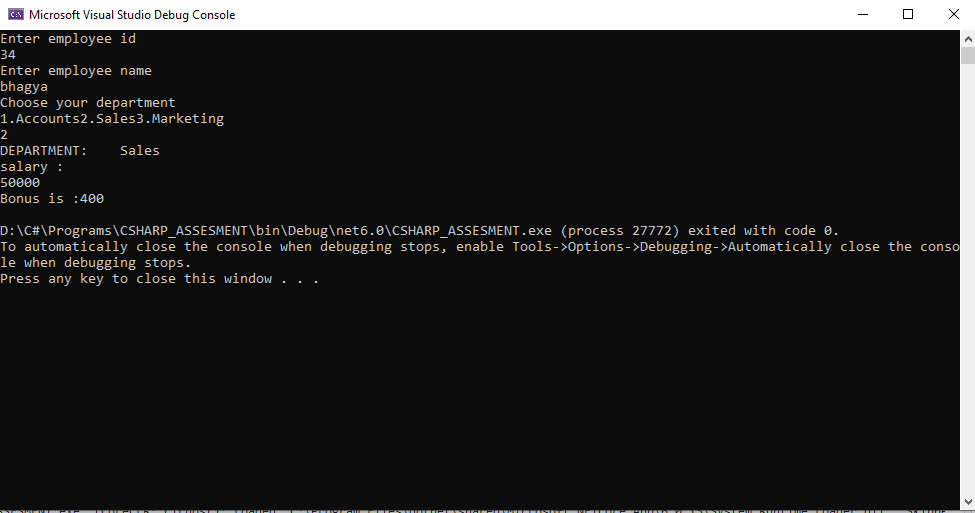 Microsoft Visual Studio Debug Console
Enter employee id
34
Enter employee name
bhagya
Choose your department
1.Accounts2.Sales3.Marketing
2
DEPARTMENT:    Sales
salary :
50000
Bonus is :400
D:\C#\Programs\CSHARP_ASSESMENT\bin\Debug\net6.0\CSHARP_ASSESMENT.exe (process 27772) exited with code 0.
To automatically close the console when debugging stops, enable Tools->Options->Debugging->Automatically close the conso
le when debugging stops.
Press any key to close this window . . .